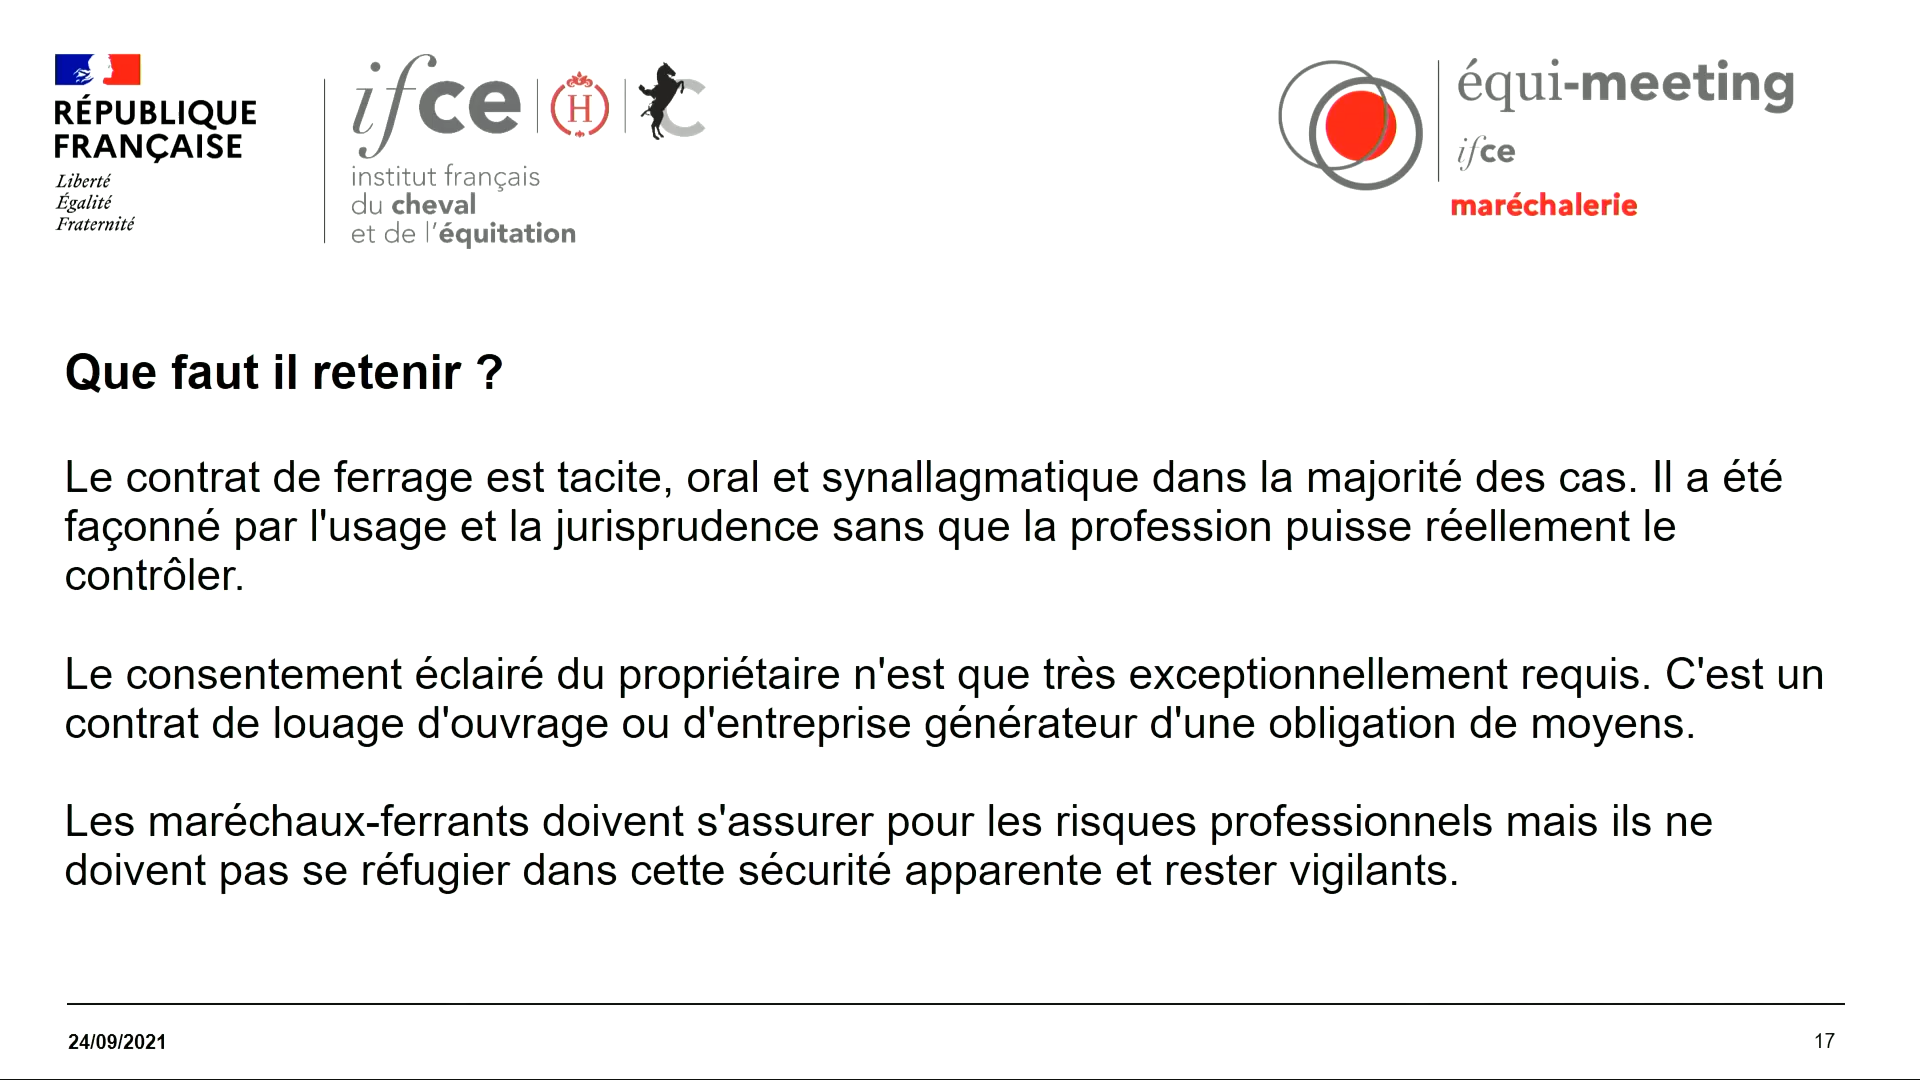 RÉPUBLIQUE
FRANÇAISE
Liberté
Égalité
Fraternité
ifce
H
C
institut français
du cheval
et de l'équitation
équi-meeting
ifce
maréchalerie
Que faut il retenir ?
Le contrat de ferrage est tacite, oral et synallagmatique dans la majorité des cas. Il a été
façonné par l'usage et la jurisprudence sans que la profession puisse réellement le
contrôler.
Le consentement éclairé du propriétaire n'est que très exceptionnellement requis. C'est un
contrat de louage d'ouvrage ou d'entreprise générateur d'une obligation de moyens.
Les maréchaux-ferrants doivent s'assurer pour les risques professionnels mais ils ne
doivent pas se réfugier dans cette sécurité apparente et rester vigilants.
24/09/2021
17